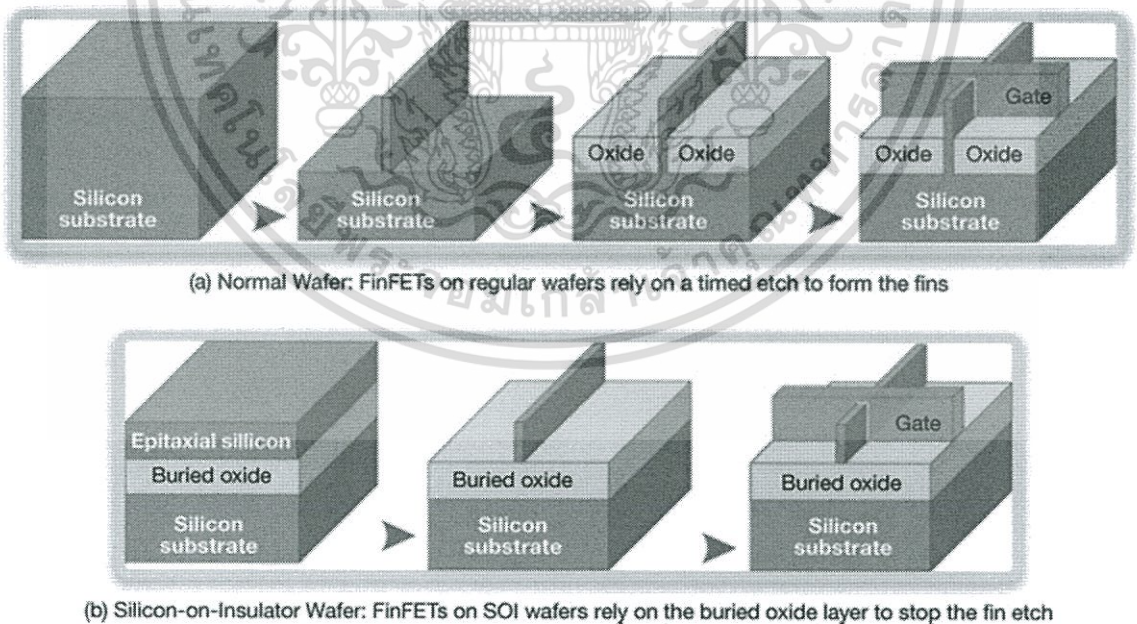 Silicon
substrate
Silicon
substrate
Oxide Oxide
Silicon
substrate
Gate
Oxide Oxide
Silicon
substrate
(a) Normal Wafer: FinFETs on regular wafers rely on a timed etch to form the fins
Epitaxial sillicon
Buried oxide
Silicon
substrate
Buried oxide
Silicon
substrate
Gate
Buried oxide
Silicon
substrate
(b) Silicon-on-Insulator Wafer: FinFETs on SOI wafers rely on the buried oxide layer to stop the fin etch